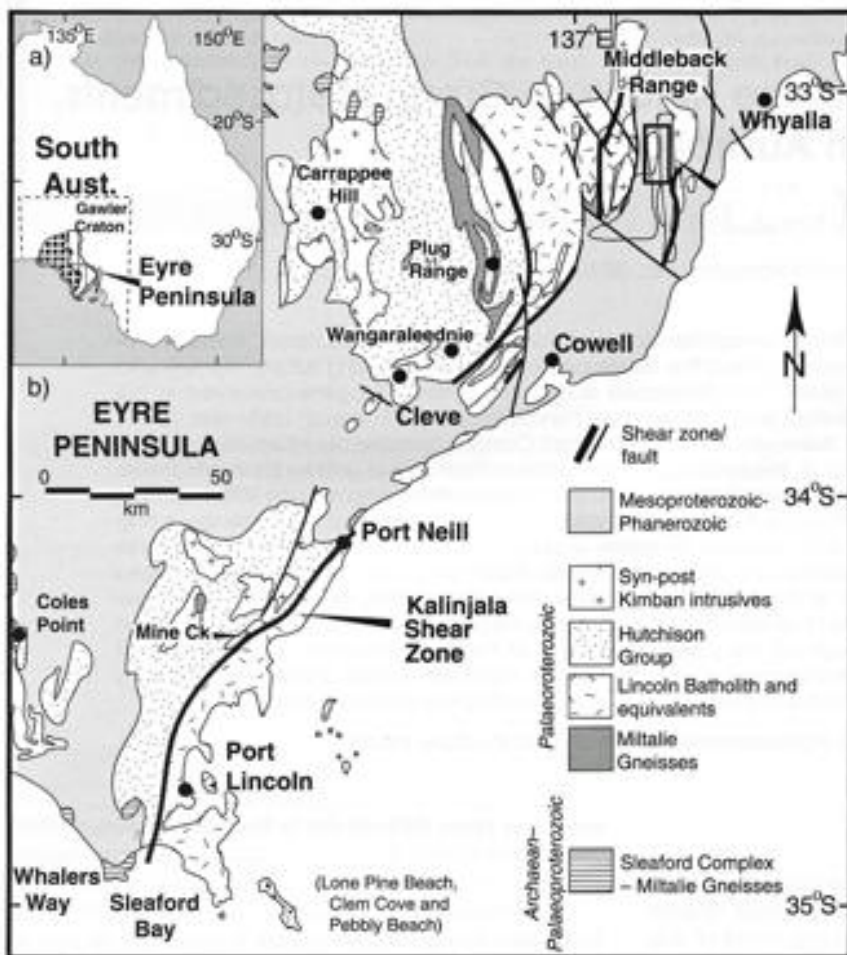 135°E
150°E
a)
20°S
South
Aust.
Gawler
Craton
30°S
Eyre
Peninsula
137°E
Middleback
Range
33°S
Whyalla
Carrappee
Hill
Plug
Range
Wangaraleednie
Cowell
Cleve
N
b)
EYRE
PENINSULA
0 50
km
34°S
Port Neill
Coles
Point
Mine Ck
Kalinjala
Shear
Zone
Port
Lincoln
Whalers
Way
Sleaford
Bay
(Lone Pine Beach,
Clem Cove and
Pebbly Beach)
35°S
Shear zone/
fault
Mesoproterozoic-
Phanerozoic
Palaeoproterozoic
Syn-post
Kimban intrusives
Hutchison
Group
Lincoln Batholith and
equivalents
Miltalie
Gneisses
Archaean–
Palaeoproterozoic
Sleaford Complex
– Miltalie Gneisses